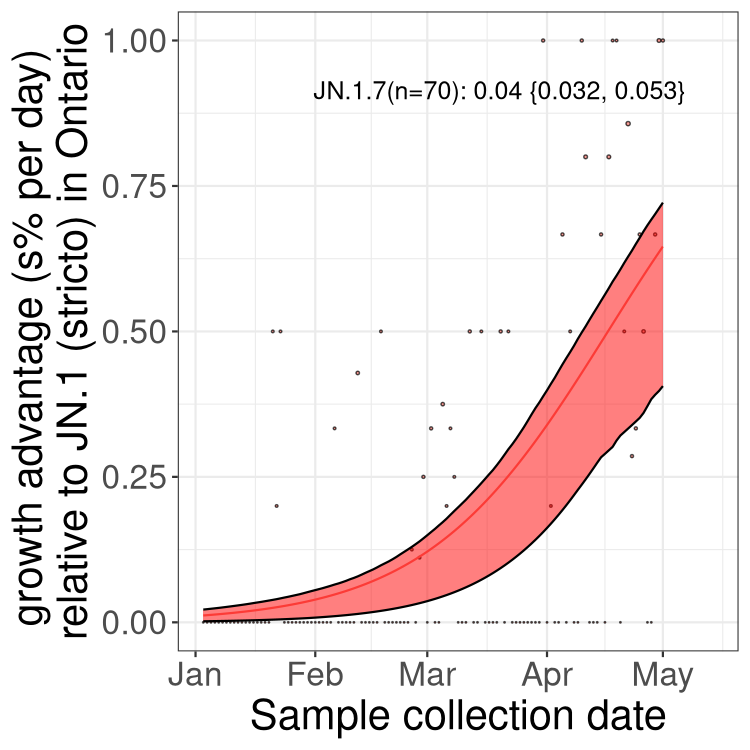 growth advantage (s% per day)
relative to JN.1 (stricto) in Ontario
1.00
0.75
0.50
0.25
0.00
JN.1.7(n=70): 0.04 {0.032, 0.053}
Jan Feb Mar Apr May
Sample collection date